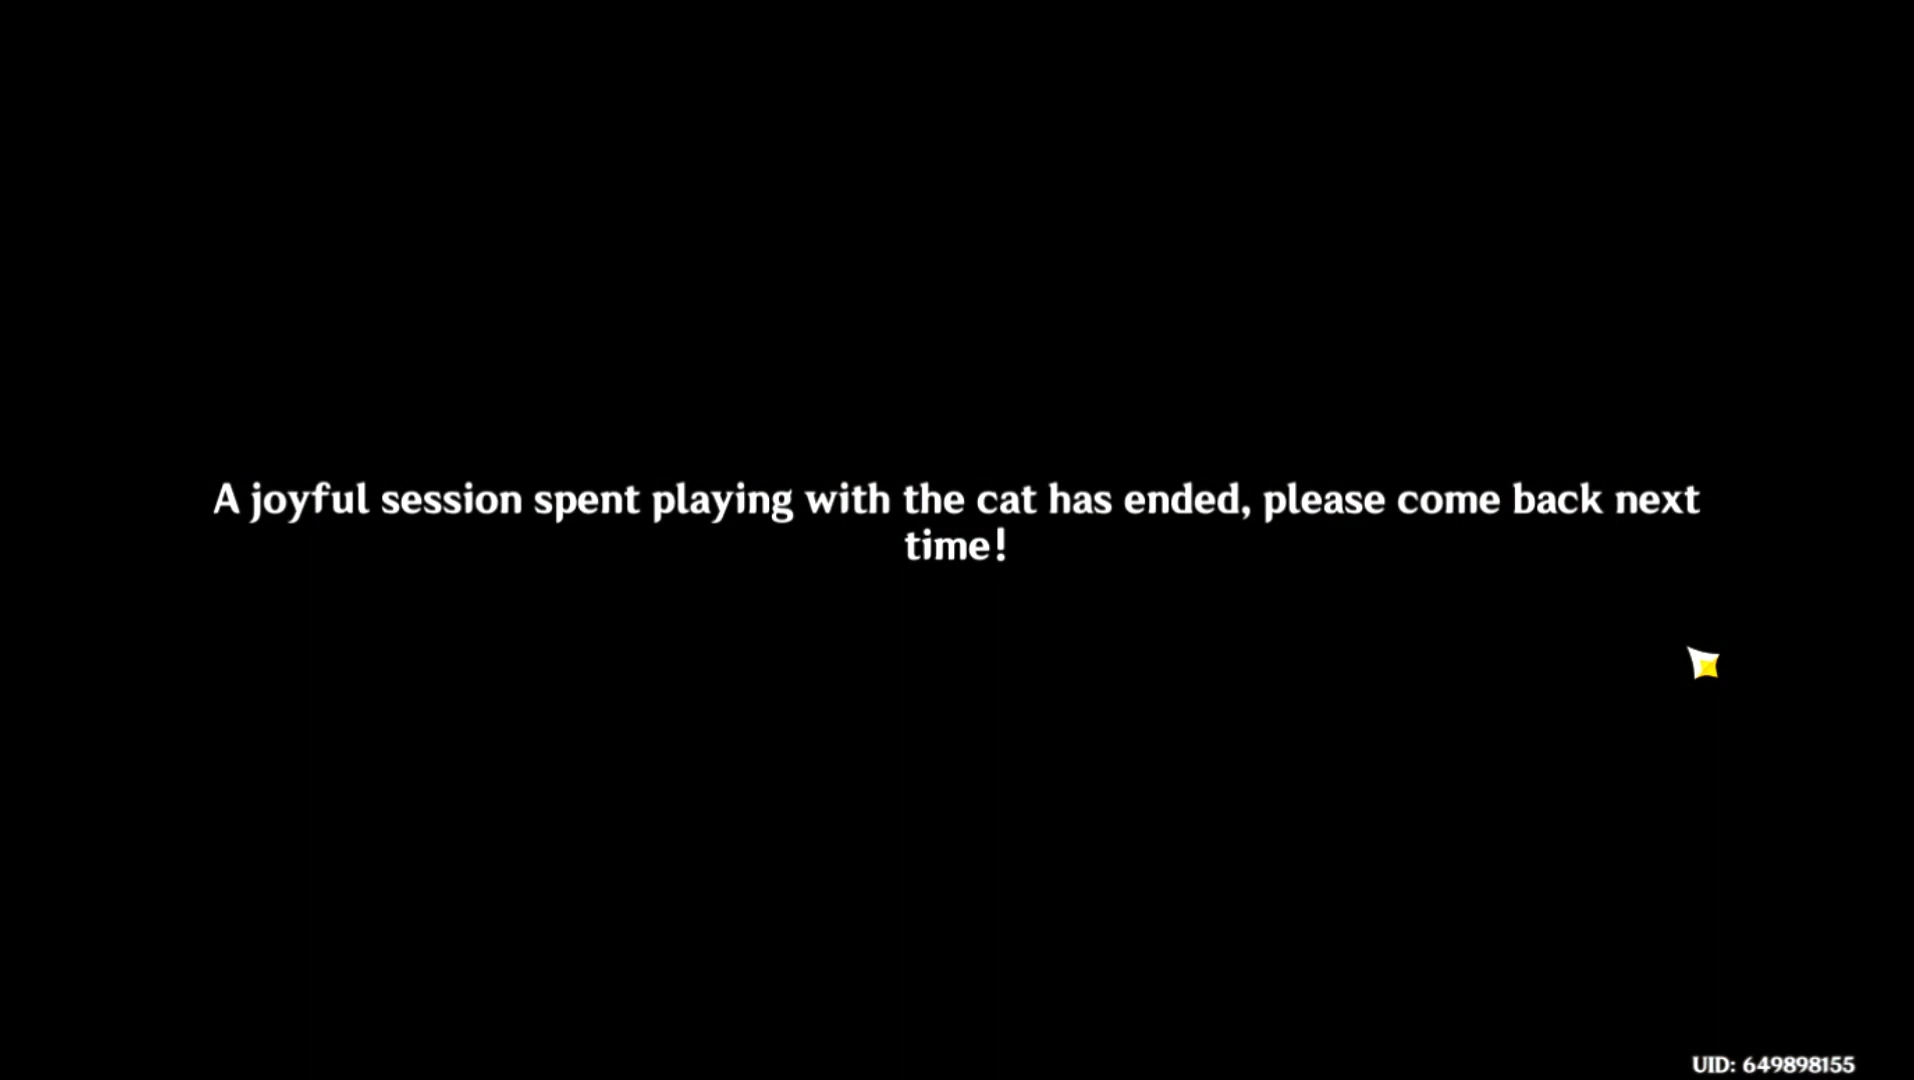 A joyful session spent playing with the cat has ended, please come back next
time!
UID: 649898155